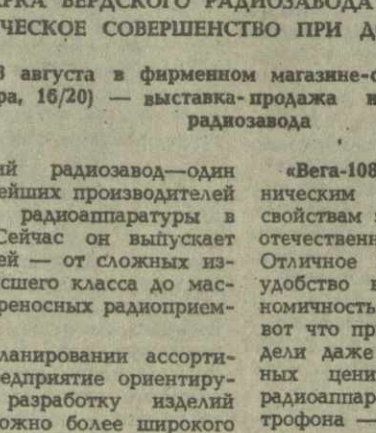 РКА БЕРДСКОГО РАДИОЗАВОДА
ЧЕСКОЕ СОВЕРШЕНСТВО ПРИ Д
августа в фирменном магазине-с
ра, 16/20) — выставка-продажа
радиозавода
ий радиозавод—один
ейших производителей
радиоаппаратуры в
Сейчас он выпускает
ей — от сложных из-
сшего класса до мас-
реносных радиоприем-
ланировании ассорти-
едприятие ориентиру-
разработку изделий
ожно более широкого
«Вега-108
ническим
свойствам
отечественн
Отличное
удобство
номичность
вот что пр
дели даже
ных цени
радиоаппар
трофона —